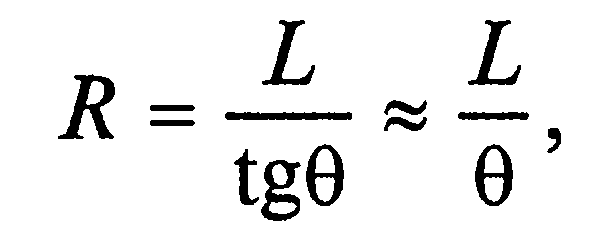 R = L / tgθ ≈ L / θ,